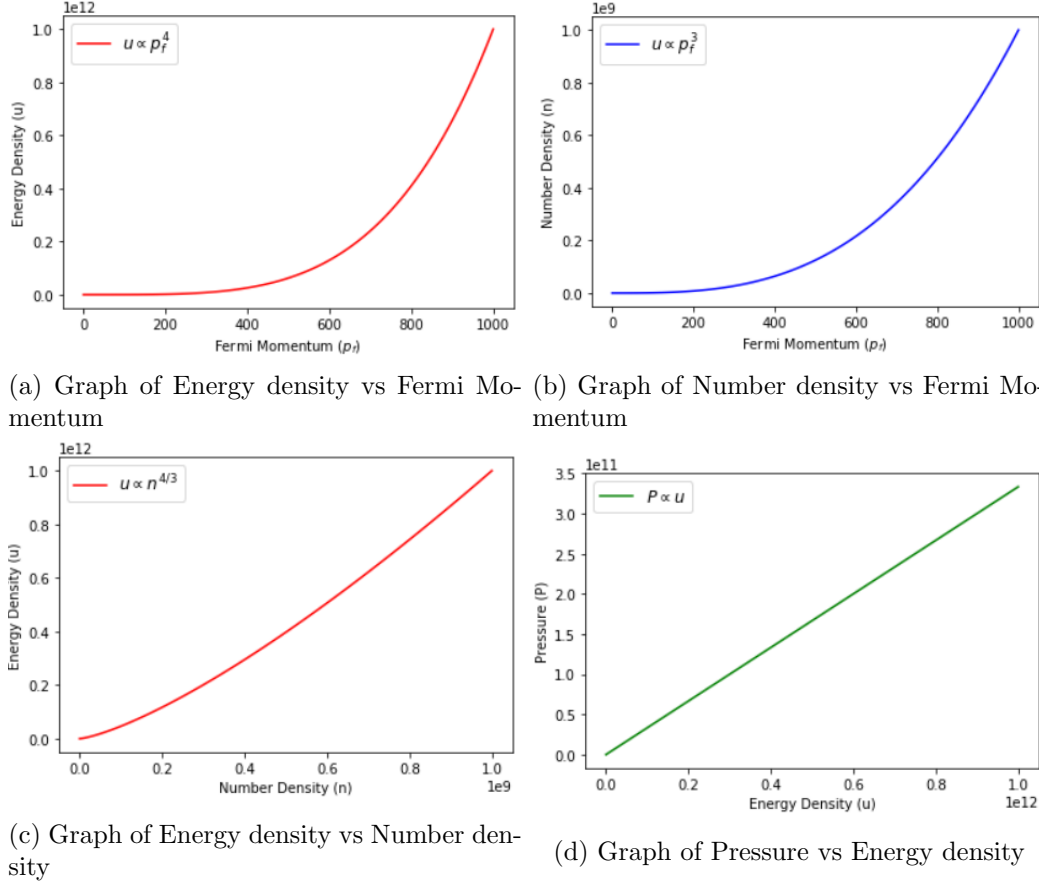 1e12
u ∝ p_f^4
1.0
0.8
0.6
0.4
0.2
0.0
Energy Density (u)
0 200 400 600 800 1000
Fermi Momentum (p_f)
(a) Graph of Energy density vs Fermi Mo-
mentum
1e9
u ∝ p_f^3
1.0
0.8
0.6
0.4
0.2
0.0
Number Density (n)
0 200 400 600 800 1000
Fermi Momentum (p_f)
(b) Graph of Number density vs Fermi Mo-
mentum
1e12
u ∝ n^{4/3}
1.0
0.8
0.6
0.4
0.2
0.0
Energy Density (u)
0.0 0.2 0.4 0.6 0.8 1.0
Number Density (n)
1e9
(c) Graph of Energy density vs Number den-
sity
1e11
P ∝ u
3.5
3.0
2.5
2.0
1.5
1.0
0.5
0.0
Pressure (P)
0.0 0.2 0.4 0.6 0.8 1.0
Energy Density (u)
1e12
(d) Graph of Pressure vs Energy density